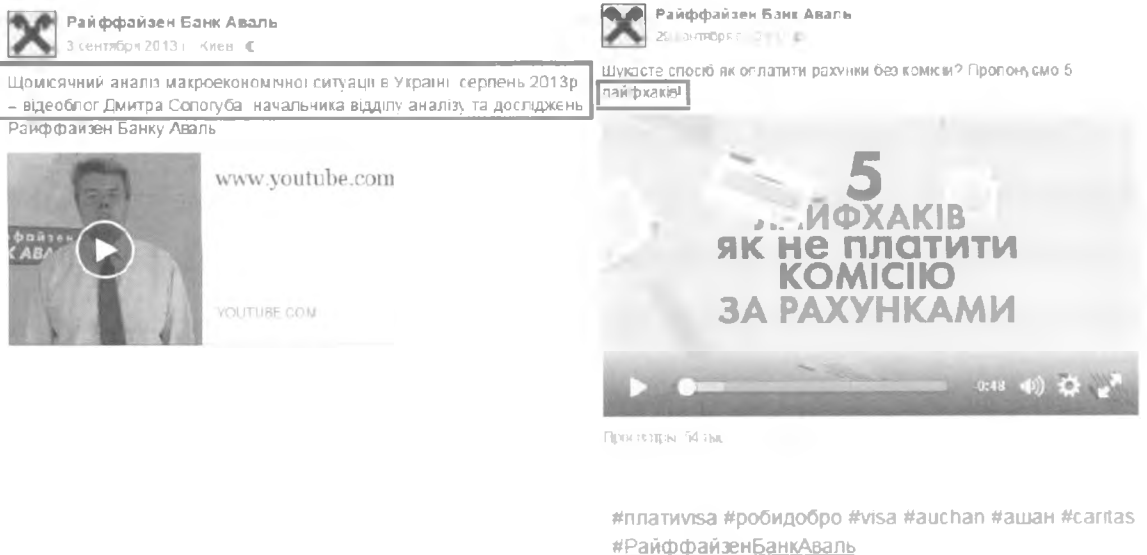 Райффайзен Банк Аваль
3 сентября 2013 г. Киев
Щомісячний аналіз макроекономічної ситуації в Україні серпень 2013р
– відеоблог Дмитра Сологуба начальника відділу аналізу та досліджень
Райффайзен Банку Аваль
www.youtube.com
YOUTUBE.COM
Райффайзен Банк Аваль
Шукаєте спосіб як оплатити рахунки без комісії? Пропонуємо 5
лайфхаків!
5
ЛАЙФХАКІВ
як не платити
КОМІСІЮ
ЗА РАХУНКАМИ
-0:48
#платиvisa #робидобро #visa #auchan #ашан #caritas
#РайффайзенБанкАваль